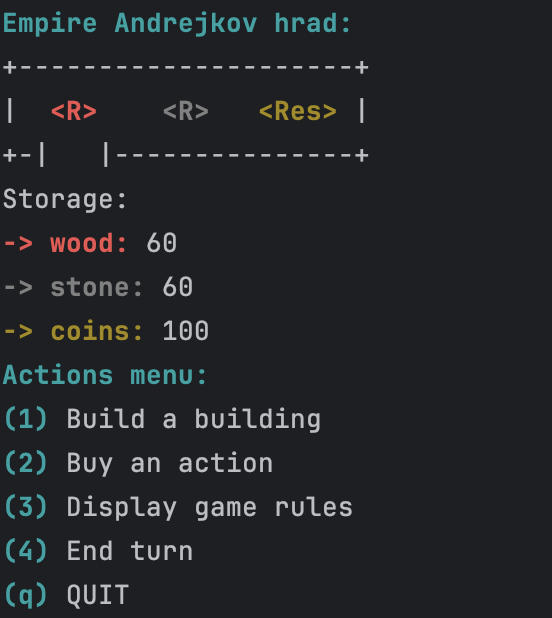 Empire Andrejkov hrad:
+---------------------+
|  <R>    <R>   <Res> |
+-|   |---------------+
Storage:
-> wood: 60
-> stone: 60
-> coins: 100
Actions menu:
(1) Build a building
(2) Buy an action
(3) Display game rules
(4) End turn
(q) QUIT